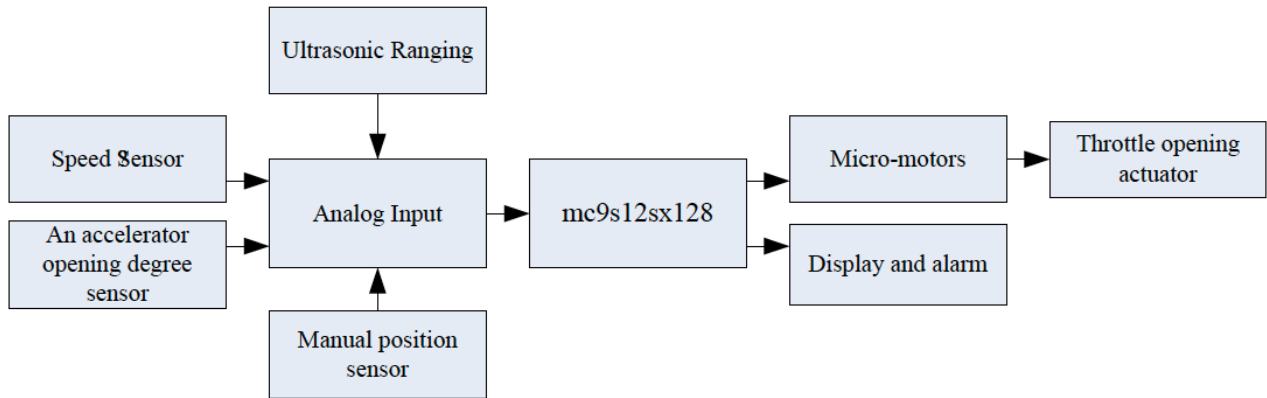 Ultrasonic Ranging
Speed Sensor
An accelerator
opening degree
sensor
Analog Input
Manual position
sensor
mc9s12sx128
Micro-motors
Display and alarm
Throttle opening
actuator